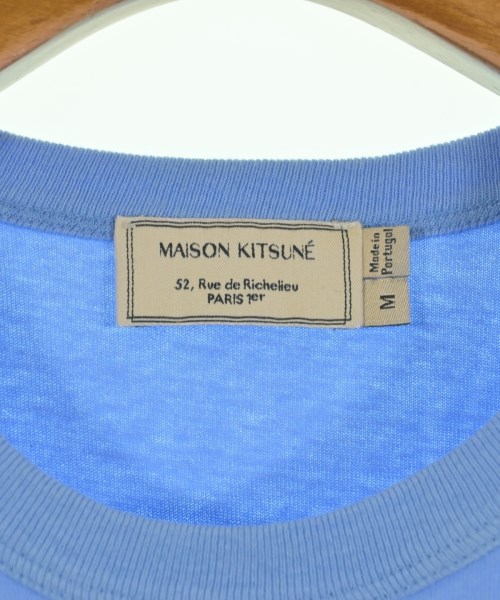 MAISON KITSUNÉ
52, Rue de Richelieu
PARIS 1er
Made in
Portugal
M